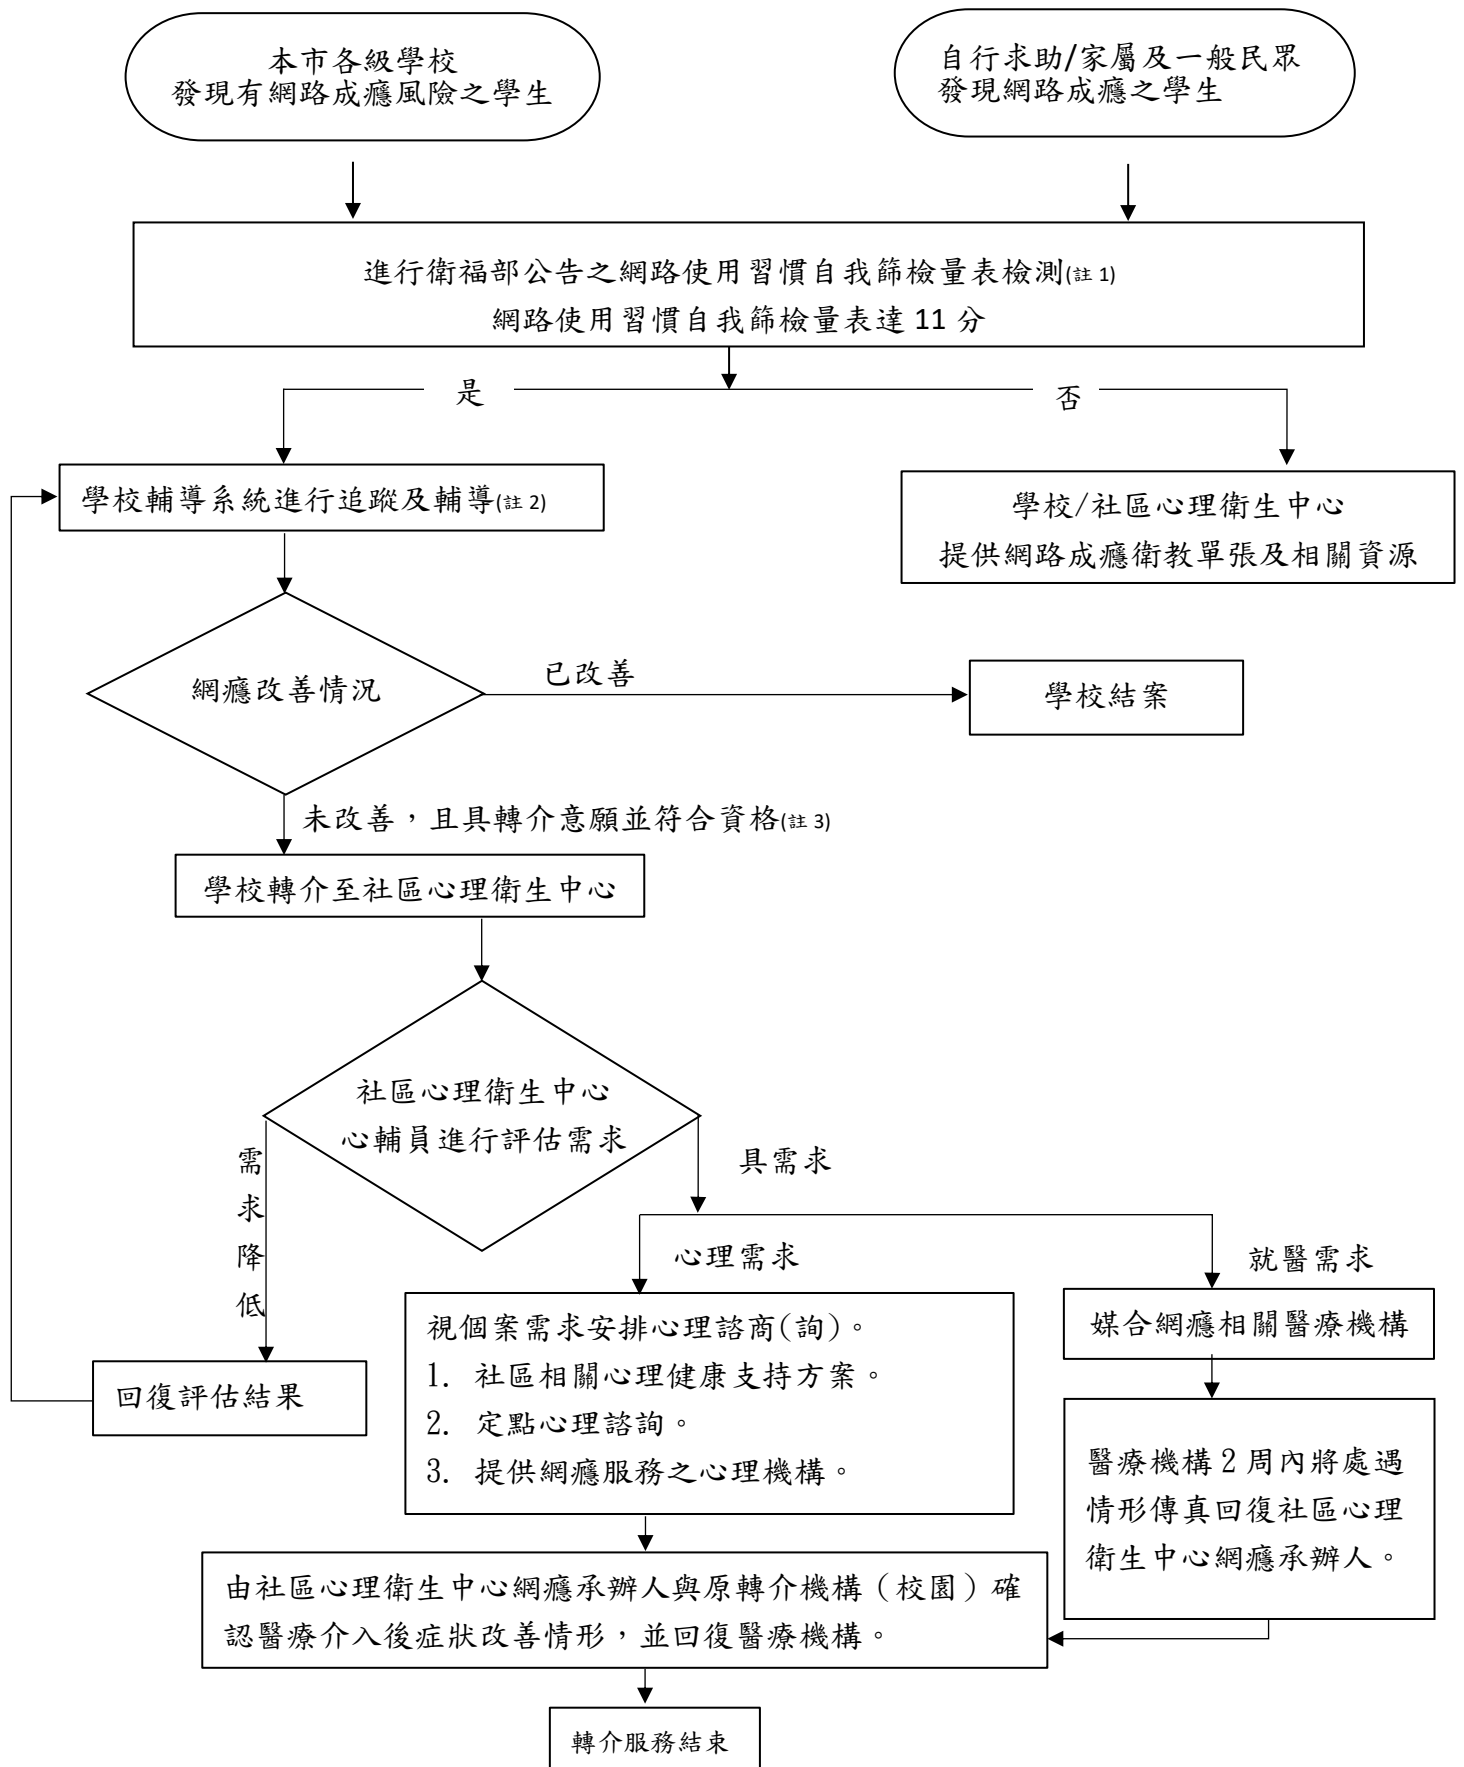 本市各級學校
發現有網路成癮風險之學生
自行求助/家屬及一般民眾
發現網路成癮之學生
進行衛福部公告之網路使用習慣自我篩檢量表檢測(註 1)
網路使用習慣自我篩檢量表達 11 分
是
否
學校輔導系統進行追蹤及輔導(註 2)
學校/社區心理衛生中心
提供網路成癮衛教單張及相關資源
網癮改善情況
已改善
學校結案
未改善，且具轉介意願並符合資格(註 3)
學校轉介至社區心理衛生中心
社區心理衛生中心
心輔員進行評估需求
需求降低
具需求
心理需求
就醫需求
回復評估結果
視個案需求安排心理諮商(詢)。
1. 社區相關心理健康支持方案。
2. 定點心理諮詢。
3. 提供網癮服務之心理機構。
媒合網癮相關醫療機構
醫療機構 2 周內將處遇
情形傳真回復社區心理
衛生中心網癮承辦人。
由社區心理衛生中心網癮承辦人與原轉介機構（校園）確
認醫療介入後症狀改善情形，並回復醫療機構。
轉介服務結束